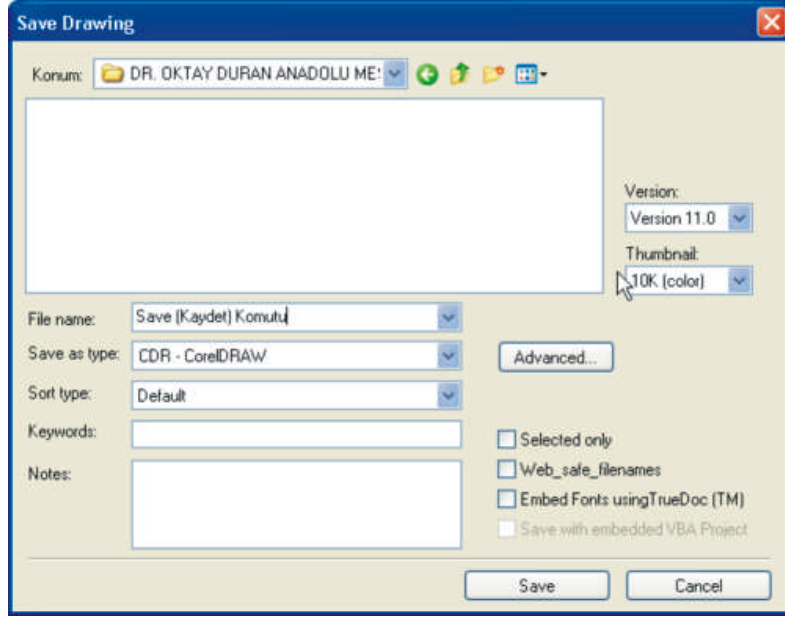 Save Drawing
Konum: DR. OKTAY DURAN ANADOLU MES
Version:
Version 11.0
Thumbnail:
10K (color)
File name: Save (Kaydet) Komutu
Save as type: CDR - CorelDRAW Advanced...
Sort type: Default
Keywords:
Selected only
Notes:
Web_safe_filenames
Embed Fonts usingTrueDoc (TM)
Save with embedded VBA Project
Save Cancel